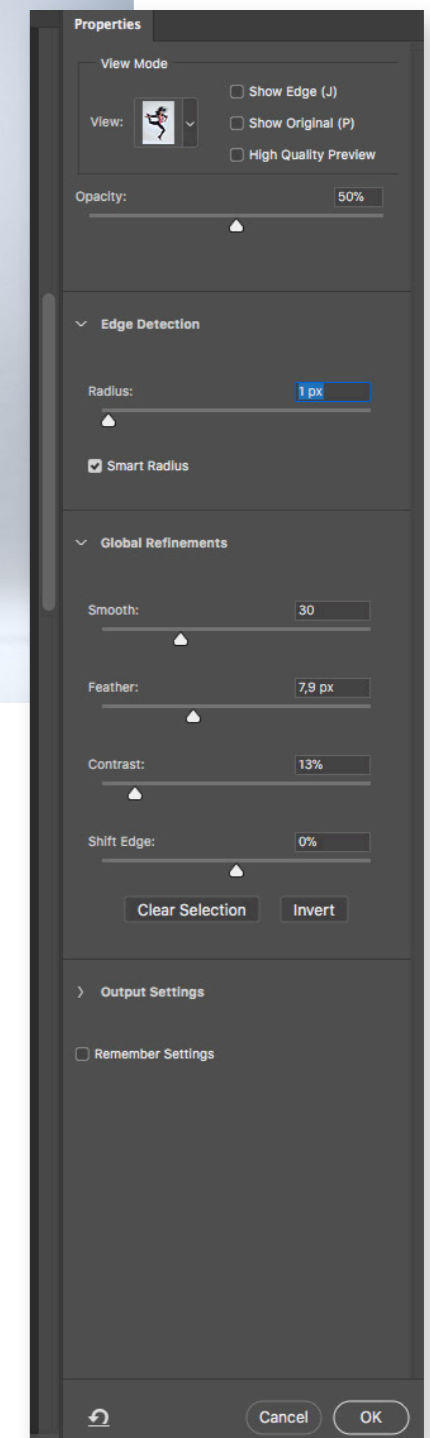 Properties
View Mode
Show Edge (J)
View:
Show Original (P)
High Quality Preview
Opacity: 50%
Edge Detection
Radius: 1 px
Smart Radius
Global Refinements
Smooth: 30
Feather: 7,9 px
Contrast: 13%
Shift Edge: 0%
Clear Selection Invert
Output Settings
Remember Settings
Cancel OK